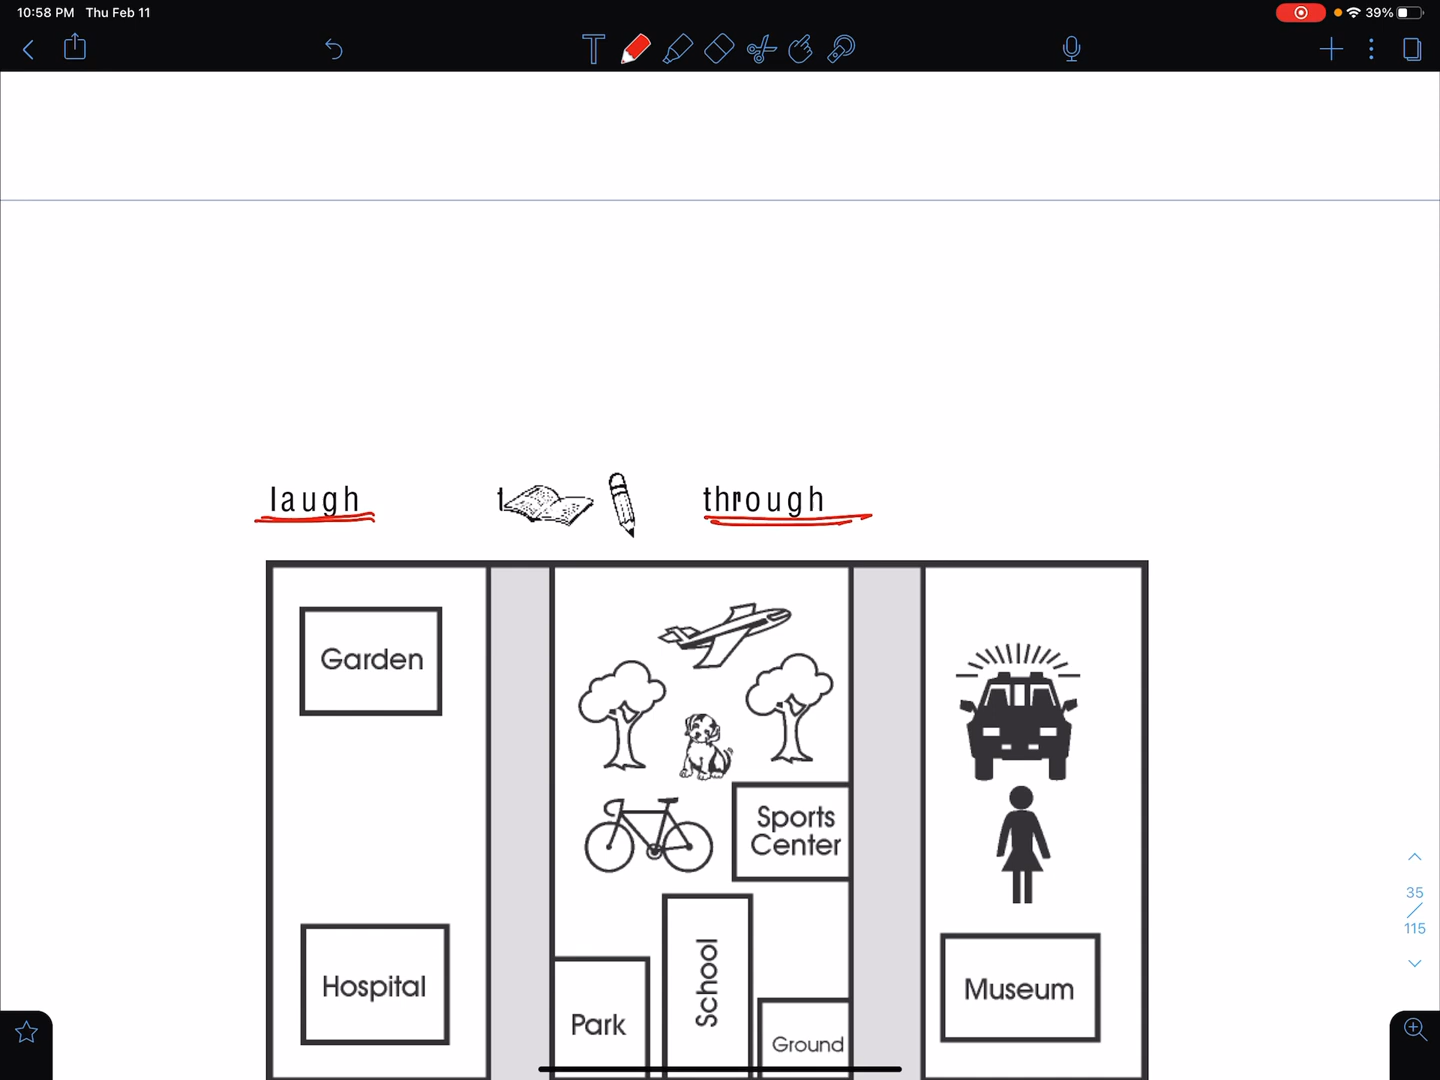 10:58 PM Thu Feb 11
39%
T
laugh through
Garden
Sports
Center
Hospital
School
Park
Ground
Museum
35
115